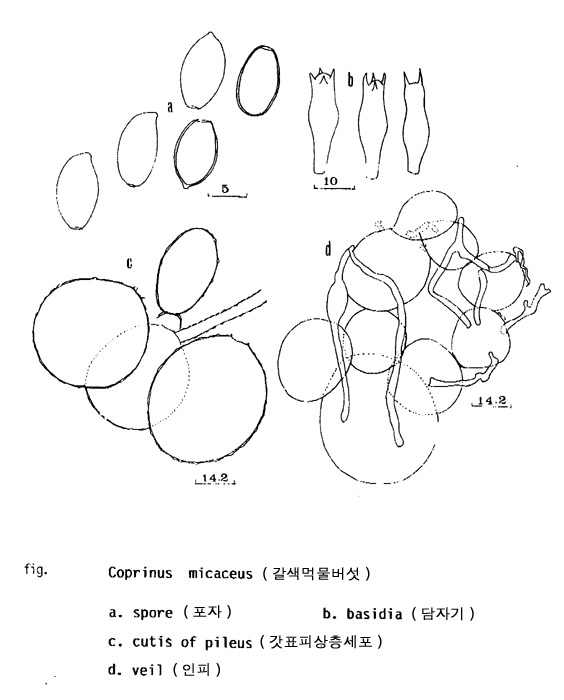 a
b
5
10
c
d
14.2
14.2
fig. Coprinus micaceus ( 갈색먹물버섯 )
a. spore ( 포자 ) b. basidia ( 담자기 )
c. cutis of pileus ( 갓표피상층세포 )
d. veil ( 인피 )